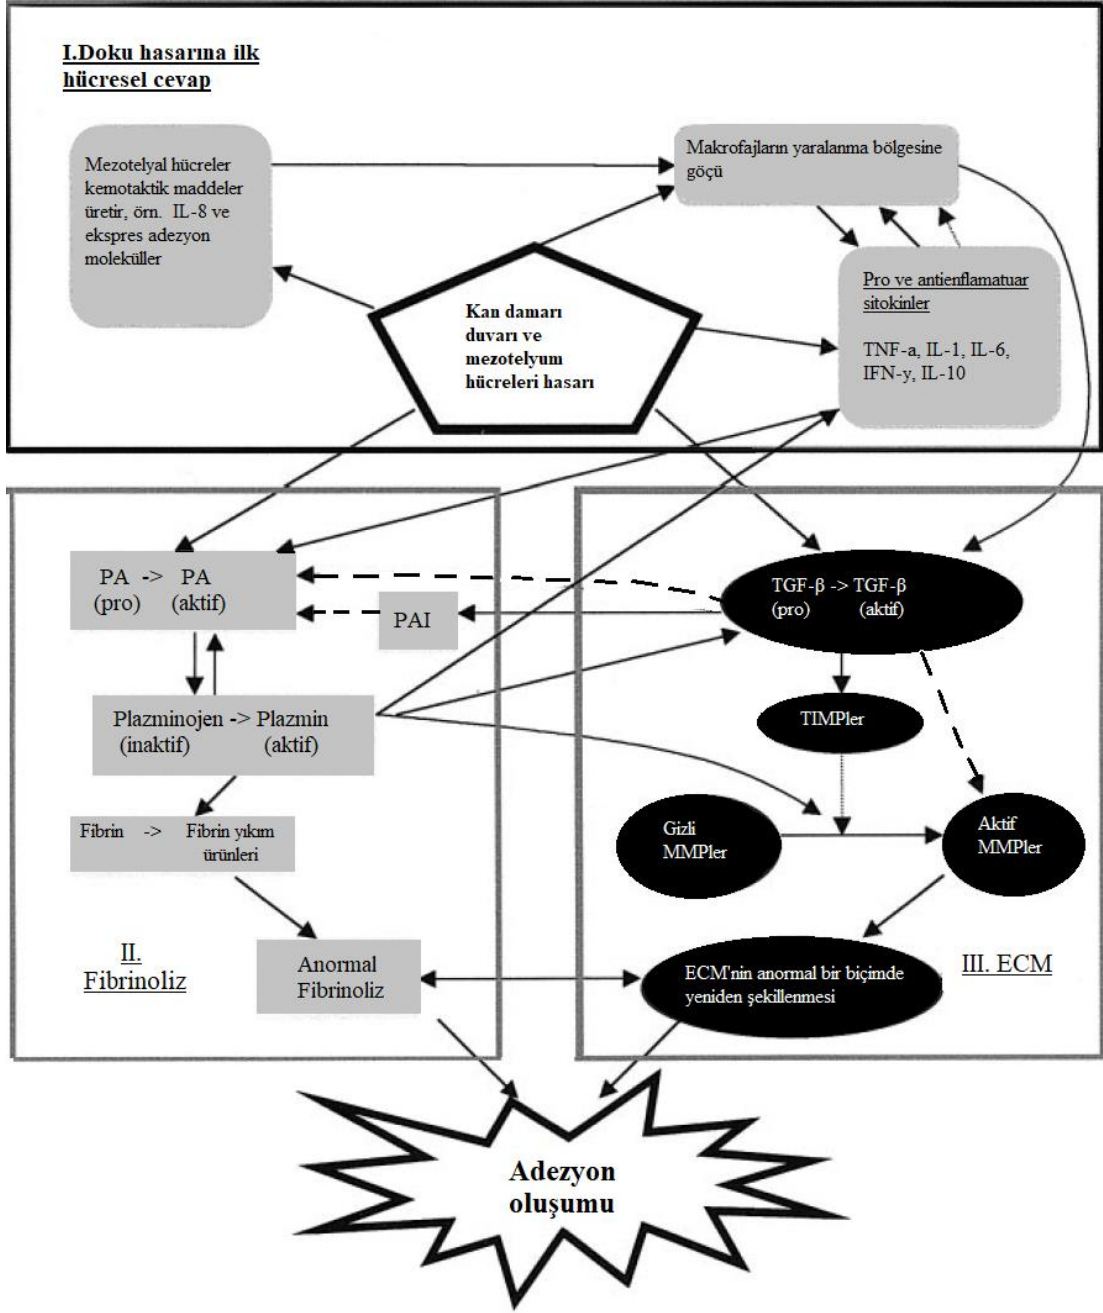 I.Doku hasarına ilk
hücresel cevap
Mezotelyal hücreler
kemotaktik maddeler
üretir, örn. IL-8 ve
ekspres adezyon
moleküller
Makrofajların yaralanma bölgesine
göçü
Kan damarı
duvarı ve
mezotelyum
hücreleri hasarı
Pro ve antienflamatuar
sitokinler
TNF-a, IL-1, IL-6,
IFN-y, IL-10
PA -> PA
(pro) (aktif)
PAI
TGF-β -> TGF-β
(pro) (aktif)
Plazminojen -> Plazmin
(inaktif) (aktif)
TIMPler
Fibrin -> Fibrin yıkım
ürünleri
Gizli
MMPler
Aktif
MMPler
II.
Fibrinoliz
Anormal
Fibrinoliz
ECM'nin anormal bir biçimde
yeniden şekillenmesi
III. ECM
Adezyon
oluşumu